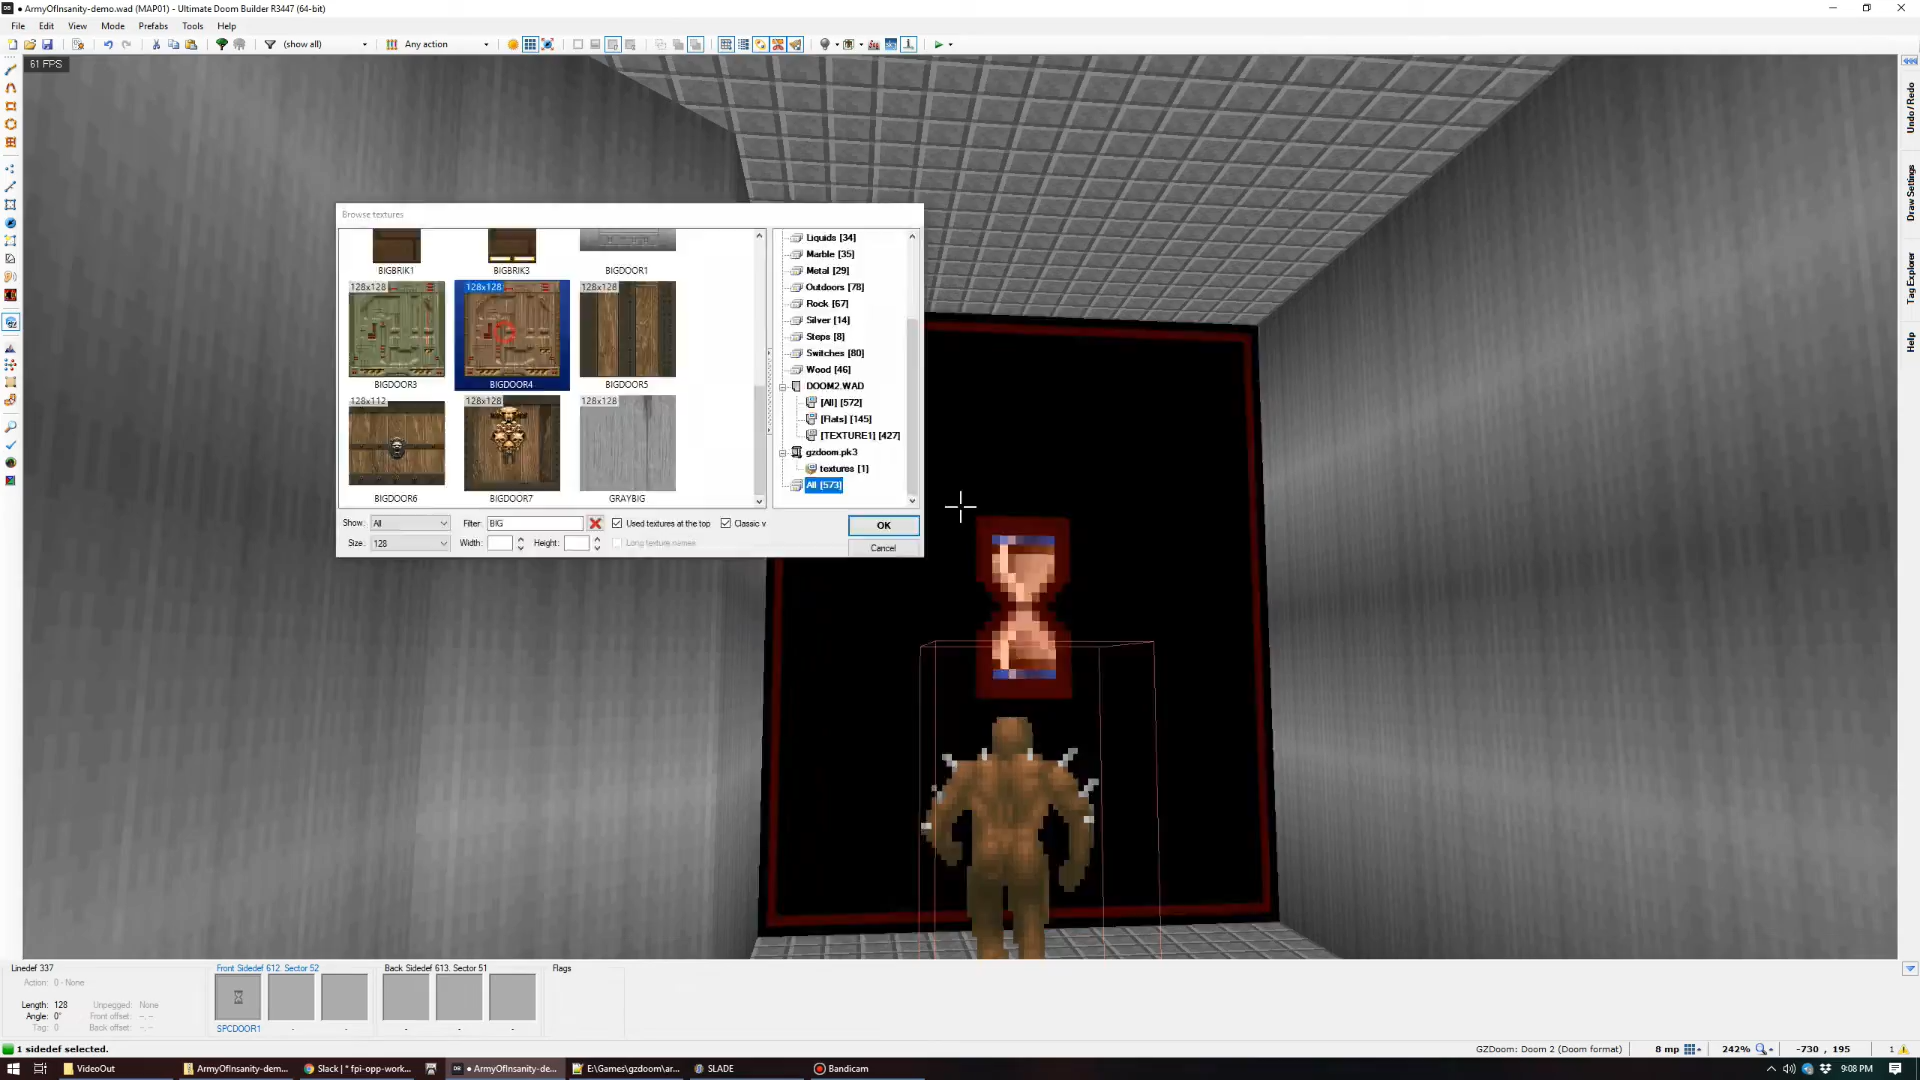 • ArmyOfInsanity-demo.wad (MAP01) - Ultimate Doom Builder R3447 (64-bit)
File Edit View Mode Prefabs Tools Help
(show all) Any action
61 FPS
Undo / Redo
Draw Settings
Tag Explorer
Help
Browse textures
BIGBRIK1 BIGBRIK3 BIGDOOR1
128x128 128x128 128x128
BIGDOOR3 BIGDOOR4 BIGDOOR5
128x112 128x128 128x128
BIGDOOR6 BIGDOOR7 GRAYBIG
Liquids [34]
Marble [35]
Metal [29]
Outdoors [78]
Rock [67]
Silver [14]
Steps [8]
Switches [80]
Wood [46]
DOOM2.WAD
[All] [572]
[Flats] [145]
[TEXTURE1] [427]
gzdoom.pk3
textures [1]
All [573]
Show: All Filter: BIG Used textures at the top Classic v OK
Size: 128 Width: Height: Long texture names Cancel
Linedef 337
Action: 0 - None
Length: 128 Unpegged: None
Angle: 0° Front offset: --, --
Tag: 0 Back offset: --, --
Front Sidedef 612. Sector 52
SPCDOOR1 - -
Back Sidedef 613. Sector 51
- - -
Flags
1 sidedef selected.
GZDoom: Doom 2 (Doom format) 8 mp 242% -730 , 195 1
VideoOut ArmyOfInsanity-dem... Slack | * fpi-opp-work... • ArmyOfInsanity-de... E:\Games\gzdoom\ar... SLADE Bandicam 9:08 PM